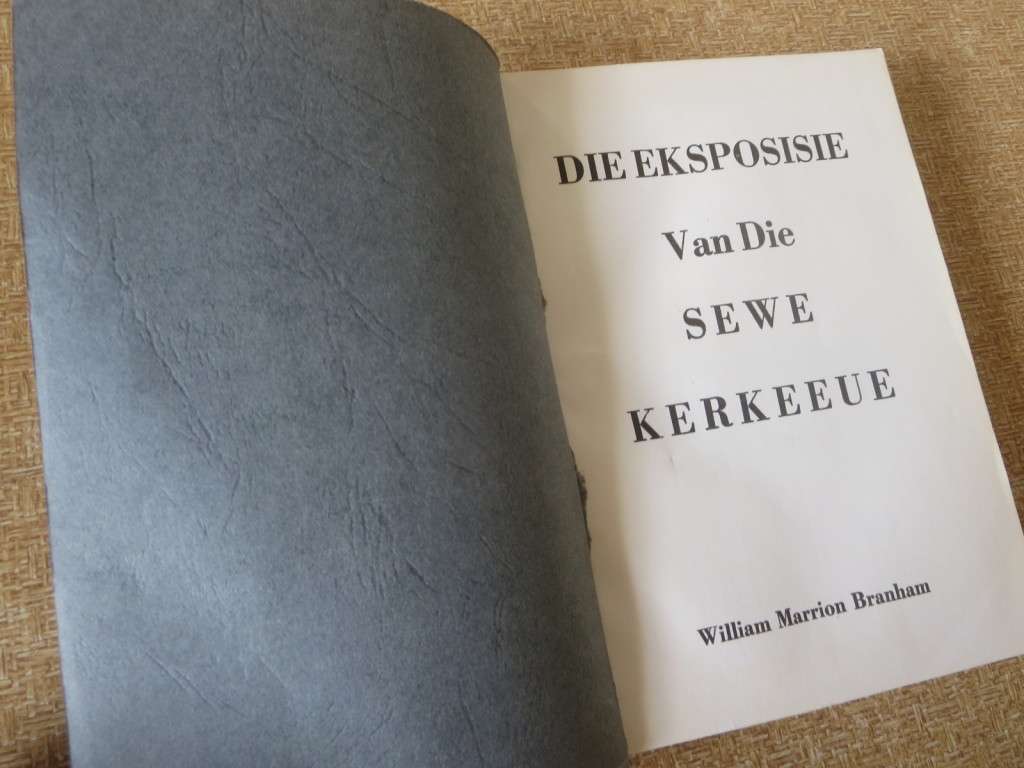 DIE EKSPOSISIE
Van Die
SEWE
KERKEEUE
William Marrion Branham